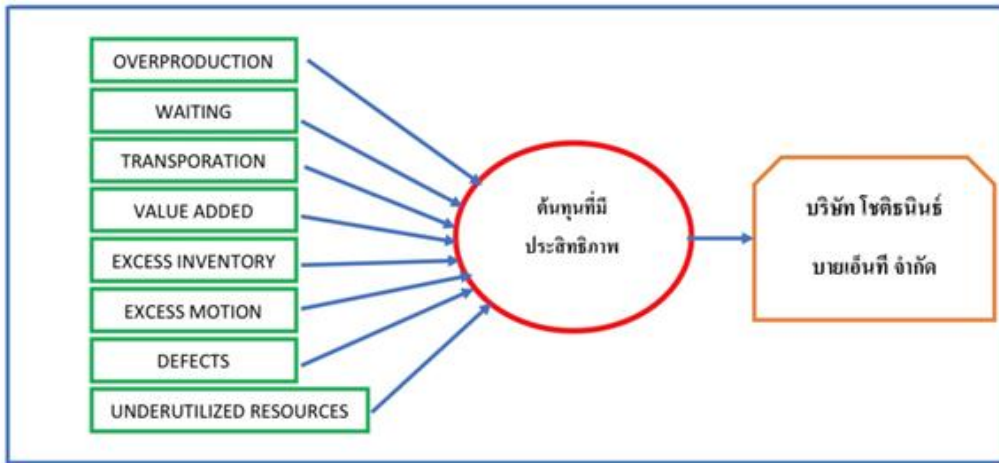 OVERPRODUCTION
WAITING
TRANSPORATION
VALUE ADDED
EXCESS INVENTORY
EXCESS MOTION
DEFECTS
UNDERUTILIZED RESOURCES
ต้นทุนที่มี
ประสิทธิภาพ
บริษัท โชติธนินธ์
บายเอ็นที จำกัด